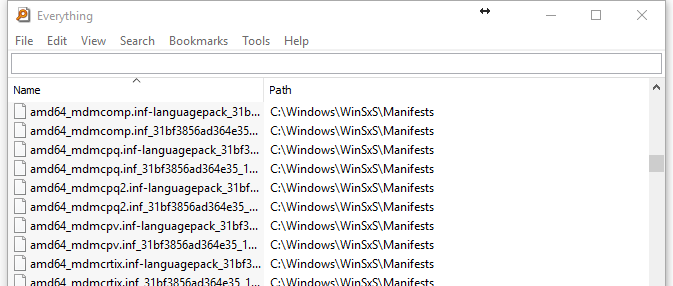 Everything
File Edit View Search Bookmarks Tools Help
Name Path
amd64_mdmcomp.inf-languagepack_31b... C:\Windows\WinSxS\Manifests
amd64_mdmcomp.inf_31bf3856ad364e35... C:\Windows\WinSxS\Manifests
amd64_mdmcpq.inf-languagepack_31bf3... C:\Windows\WinSxS\Manifests
amd64_mdmcpq.inf_31bf3856ad364e35_1... C:\Windows\WinSxS\Manifests
amd64_mdmcpq2.inf-languagepack_31bf... C:\Windows\WinSxS\Manifests
amd64_mdmcpq2.inf_31bf3856ad364e35_... C:\Windows\WinSxS\Manifests
amd64_mdmcpv.inf-languagepack_31bf3... C:\Windows\WinSxS\Manifests
amd64_mdmcpv.inf_31bf3856ad364e35_1... C:\Windows\WinSxS\Manifests
amd64_mdmcrtix.inf-languagepack_31bf3... C:\Windows\WinSxS\Manifests
amd64_mdmcrtix.inf_31bf3856ad364e35_... C:\Windows\WinSxS\Manifests